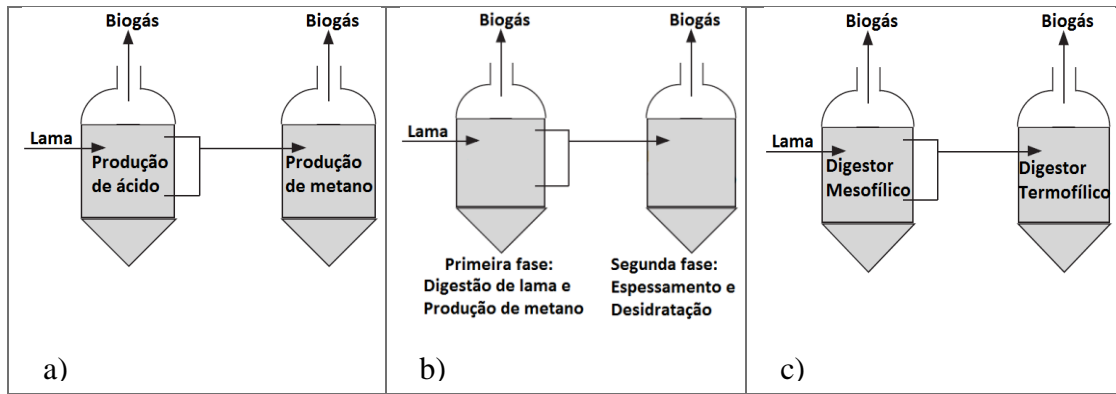 Biogás
Biogás
Lama
Produção
de ácido
Produção
de metano
a)
Biogás
Biogás
Lama
Primeira fase:
Digestão de lama e
Produção de metano
Segunda fase:
Espessamento e
Desidratação
b)
Biogás
Biogás
Lama
Digestor
Mesofílico
Digestor
Termofílico
c)